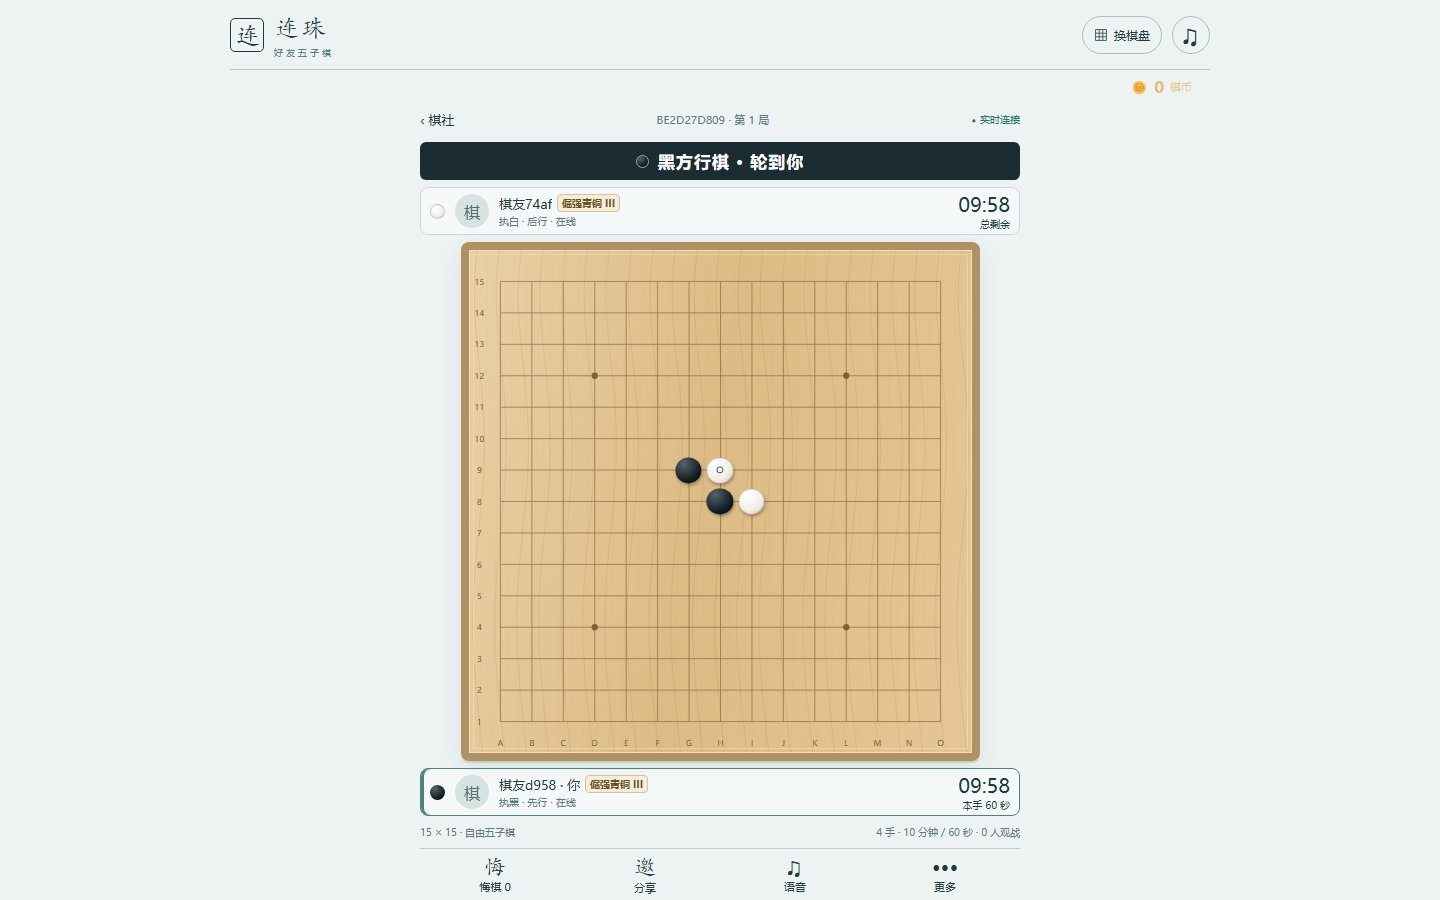 连 连珠
好友五子棋
换棋盘
0 棋币
‹ 棋社
BE2D27D809 · 第 1 局
• 实时连接
黑方行棋 • 轮到你
棋 棋友74af 倔强青铜 III
执白 · 后行 · 在线
09:58
总剩余
15
14
13
12
11
10
9
8
7
6
5
4
3
2
1
A B C D E F G H I J K L M N O
棋 棋友d958 · 你 倔强青铜 III
执黑 · 先行 · 在线
09:58
本手 60 秒
15 × 15 · 自由五子棋
4 手 · 10 分钟 / 60 秒 · 0 人观战
悔 邀
悔棋 0 分享 语音 更多